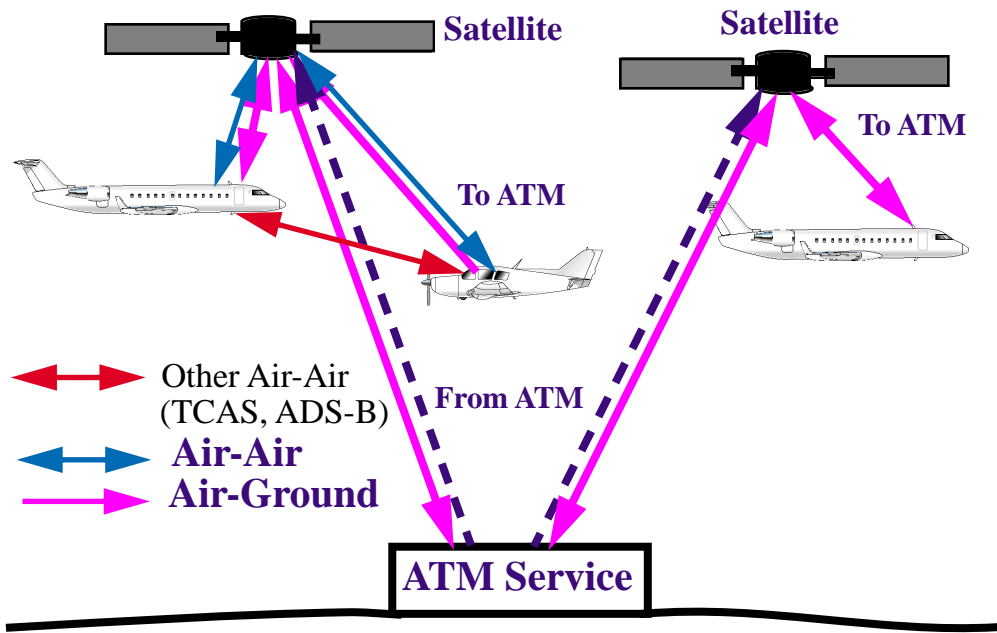 Satellite
Satellite
To ATM
To ATM
Other Air-Air
(TCAS, ADS-B)
From ATM
Air-Air
Air-Ground
ATM Service